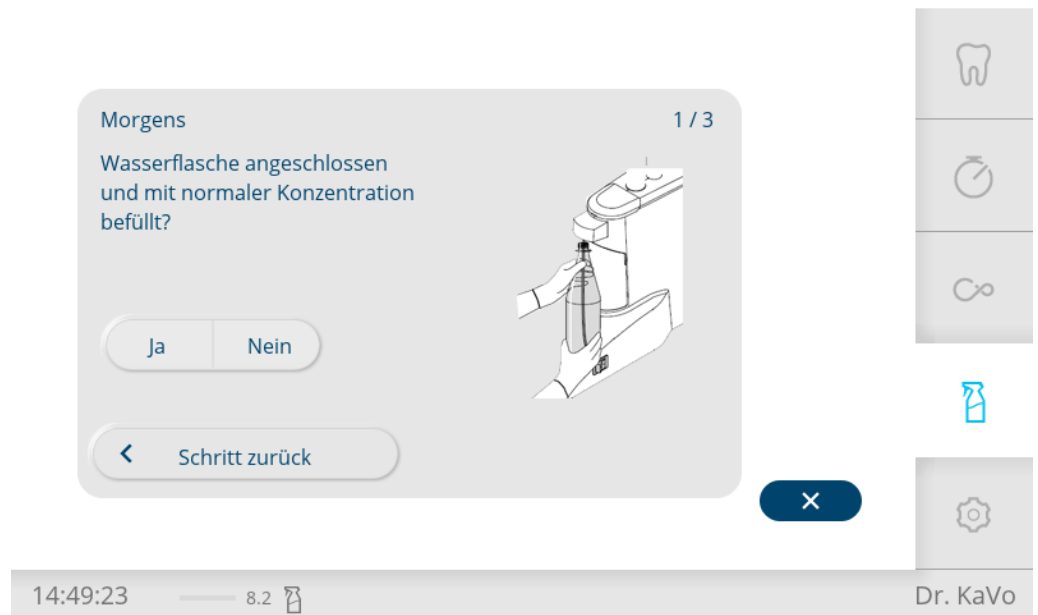 Morgens
1 / 3
Wasserflasche angeschlossen
und mit normaler Konzentration
befüllt?
Ja
Nein
Schritt zurück
14:49:23
8.2
Dr. KaVo